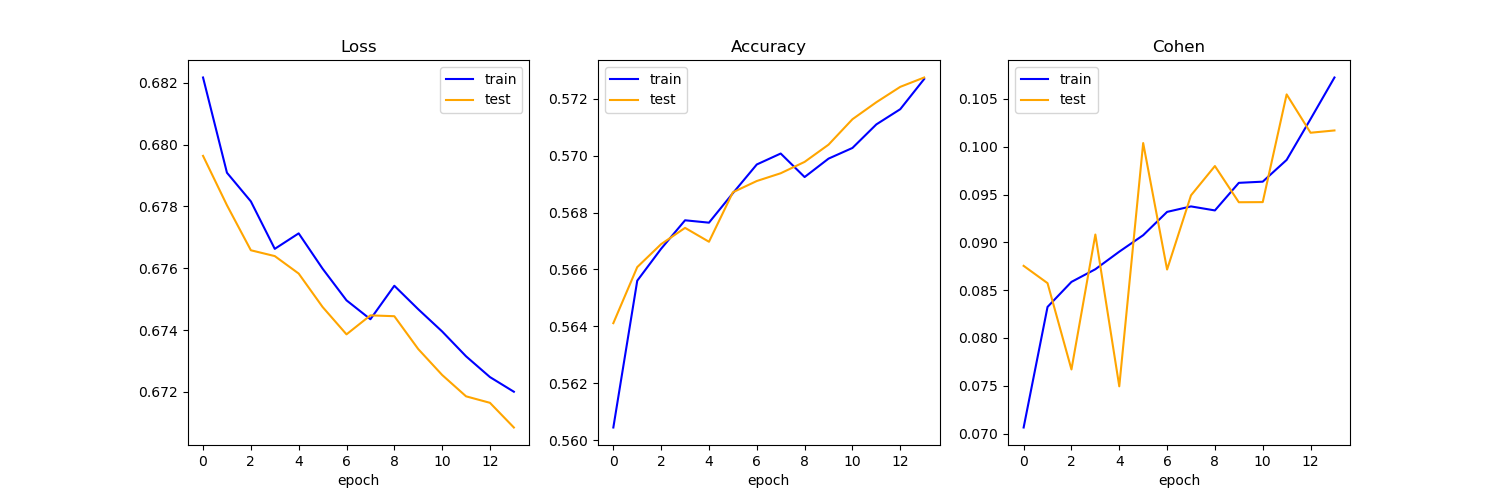 Loss
train
test
0.682
0.680
0.678
0.676
0.674
0.672
0 2 4 6 8 10 12
epoch
Accuracy
train
test
0.572
0.570
0.568
0.566
0.564
0.562
0.560
0 2 4 6 8 10 12
epoch
Cohen
train
test
0.105
0.100
0.095
0.090
0.085
0.080
0.075
0.070
0 2 4 6 8 10 12
epoch